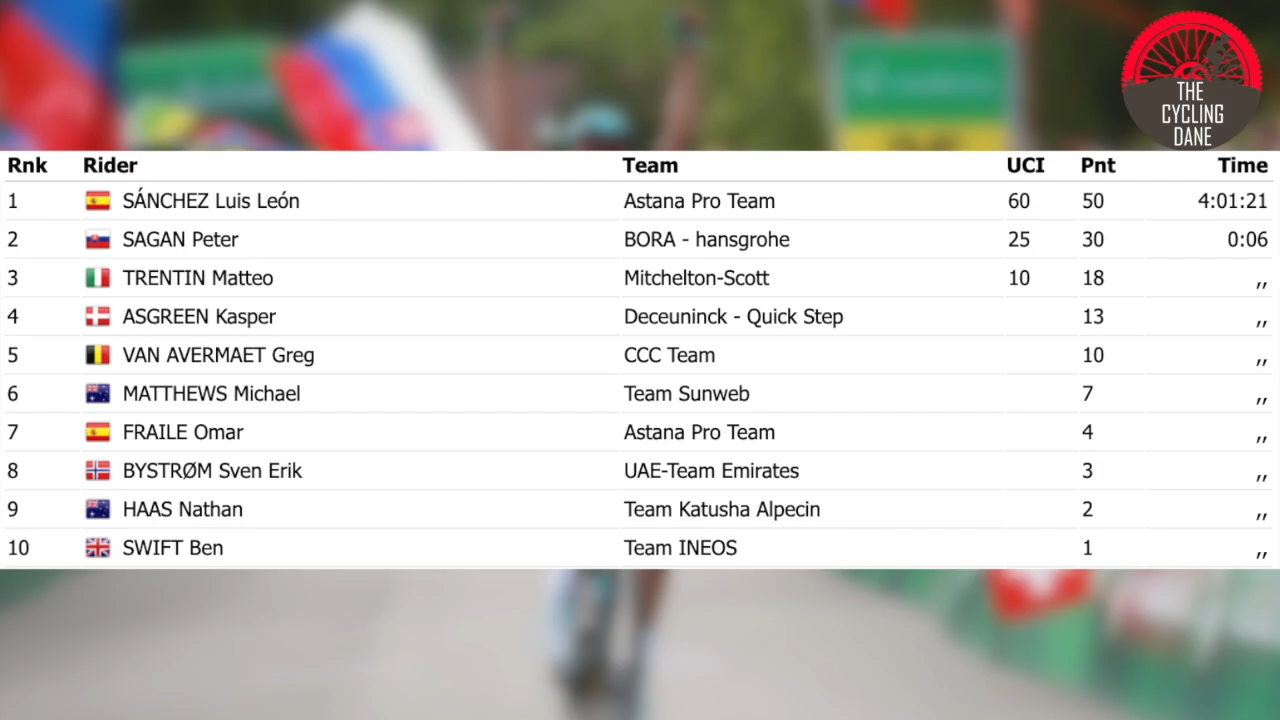 THE
CYCLING
DANE
Rnk Rider Team UCI Pnt Time
1 SÁNCHEZ Luis León Astana Pro Team 60 50 4:01:21
2 SAGAN Peter BORA - hansgrohe 25 30 0:06
3 TRENTIN Matteo Mitchelton-Scott 10 18 ,,
4 ASGREEN Kasper Deceuninck - Quick Step 13 ,,
5 VAN AVERMAET Greg CCC Team 10 ,,
6 MATTHEWS Michael Team Sunweb 7 ,,
7 FRAILE Omar Astana Pro Team 4 ,,
8 BYSTRØM Sven Erik UAE-Team Emirates 3 ,,
9 HAAS Nathan Team Katusha Alpecin 2 ,,
10 SWIFT Ben Team INEOS 1 ,,